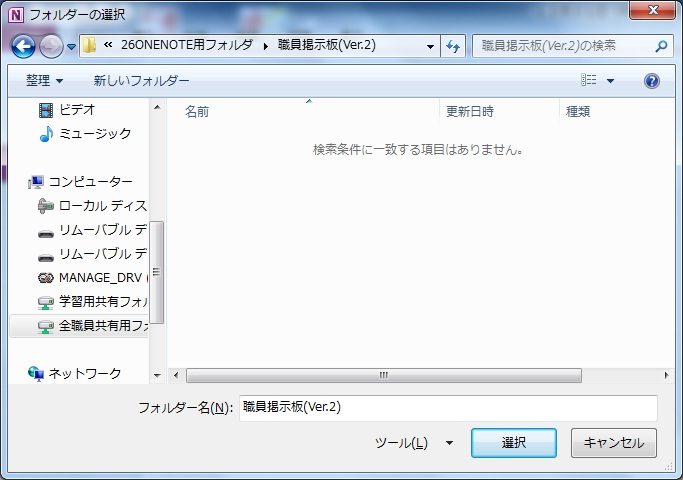 フォルダーの選択
« 26ONENOTE用フォルダ ▸ 職員掲示板(Ver.2)
職員掲示板(Ver.2)の検索
整理 新しいフォルダー
名前 更新日時 種類
検索条件に一致する項目はありません。
ビデオ
ミュージック
コンピューター
ローカル ディス
リムーバブル デ
リムーバブル デ
MANAGE_DRV (
学習用共有フォル
全職員共有用フォ
ネットワーク
フォルダー名(N): 職員掲示板(Ver.2)
ツール(L) 選択 キャンセル